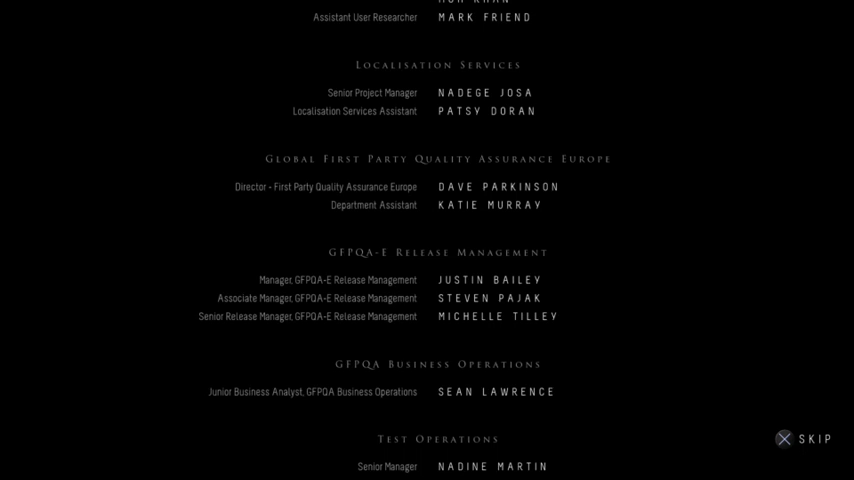 Assistant User Researcher MARK FRIEND
LOCALISATION SERVICES
Senior Project Manager NADEGE JOSA
Localisation Services Assistant PATSY DORAN
GLOBAL FIRST PARTY QUALITY ASSURANCE EUROPE
Director - First Party Quality Assurance Europe DAVE PARKINSON
Department Assistant KATIE MURRAY
GFPQA-E RELEASE MANAGEMENT
Manager, GFPQA-E Release Management JUSTIN BAILEY
Associate Manager, GFPQA-E Release Management STEVEN PAJAK
Senior Release Manager, GFPQA-E Release Management MICHELLE TILLEY
GFPQA BUSINESS OPERATIONS
Junior Business Analyst, GFPQA Business Operations SEAN LAWRENCE
TEST OPERATIONS
SKIP
Senior Manager NADINE MARTIN